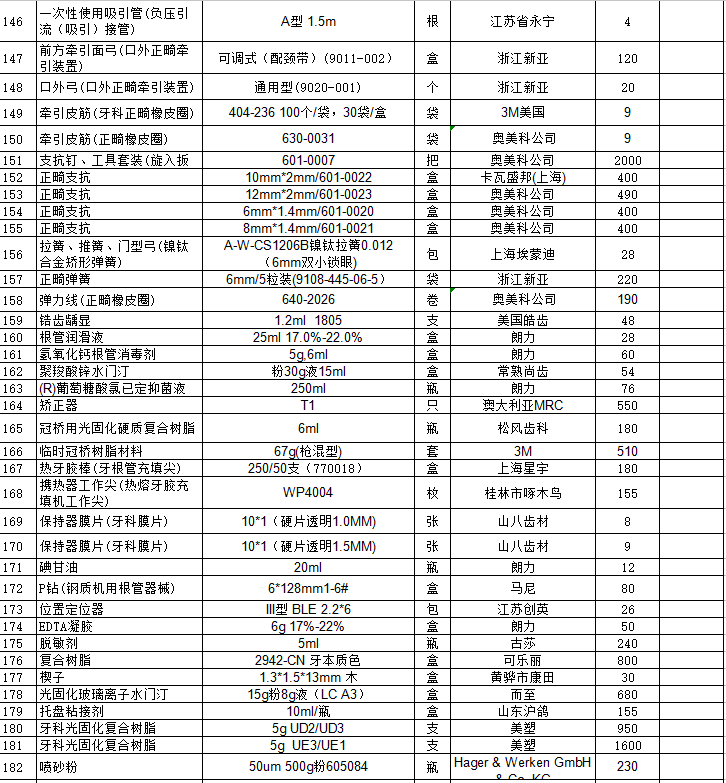 146 一次性使用吸引管(负压引流（吸引）接管) A型 1.5m 根 江苏省永宁 4
147 前方牵引面弓(口外正畸牵引装置) 可调式（配颈带）(9011-002) 盒 浙江新亚 120
148 口外弓(口外正畸牵引装置) 通用型(9020-001) 个 浙江新亚 20
149 牵引皮筋(牙科正畸橡皮圈) 404-236 100个/袋，30袋/盒 袋 3M美国 9
150 牵引皮筋(正畸橡皮圈) 630-0031 袋 奥美科公司 9
151 支抗钉、工具套装(旋入扳 601-0007 把 奥美科公司 2000
152 正畸支抗 10mm*2mm/601-0022 盒 卡瓦盛邦(上海) 400
153 正畸支抗 12mm*2mm/601-0023 盒 奥美科公司 490
154 正畸支抗 6mm*1.4mm/601-0020 盒 奥美科公司 400
155 正畸支抗 8mm*1.4mm/601-0021 盒 奥美科公司 400
156 拉簧、推簧、门型弓(镍钛合金矫形弹簧) A-W-CS1206B镍钛拉簧0.012（6mm双小锁眼) 包 上海埃蒙迪 28
157 正畸弹簧 6mm/5粒装(9108-445-06-5） 袋 浙江新亚 220
158 弹力线(正畸橡皮圈) 640-2026 卷 奥美科公司 190
159 锆齿龋显 1.2ml 1805 支 美国皓齿 48
160 根管润滑液 25ml 17.0%-22.0% 盒 朗力 28
161 氢氧化钙根管消毒剂 5g,6ml 盒 朗力 60
162 聚羧酸锌水门汀 粉30g液15ml 盒 常熟尚齿 54
163 (R)葡萄糖酸氯已定抑菌液 250ml 瓶 朗力 76
164 矫正器 T1 只 澳大利亚MRC 550
165 冠桥用光固化硬质复合树脂 6ml 瓶 松风齿科 180
166 临时冠桥树脂材料 67g(枪混型) 套 3M 510
167 热牙胶棒(牙根管充填尖) 250/50支（770018） 盒 上海星宇 180
168 携热器工作尖(热熔牙胶充填机工作尖) WP4004 枚 桂林市啄木鸟 155
169 保持器膜片(牙科膜片) 10*1（硬片透明1.0MM) 张 山八齿材 8
170 保持器膜片(牙科膜片) 10*1（硬片透明1.5MM) 张 山八齿材 9
171 碘甘油 20ml 瓶 朗力 12
172 P钻(钢质机用根管器械) 6*128mm1-6# 盒 马尼 80
173 位置定位器 III型 BLE 2.2*6 包 江苏创英 26
174 EDTA凝胶 6g 17%-22% 盒 朗力 50
175 脱敏剂 5ml 瓶 古莎 240
176 复合树脂 2942-CN 牙本质色 盒 可乐丽 800
177 楔子 1.3*1.5*13mm 木 盒 黄骅市康田 30
178 光固化玻璃离子水门汀 15g粉8g液（LC A3） 盒 而至 680
179 托盘粘接剂 10ml/瓶 盒 山东沪鸽 155
180 牙科光固化复合树脂 5g UD2/UD3 支 美塑 950
181 牙科光固化复合树脂 5g UE3/UE1 支 美塑 1600
182 喷砂粉 50um 500g粉605084 瓶 Hager & Werken GmbH & Co. KG 230